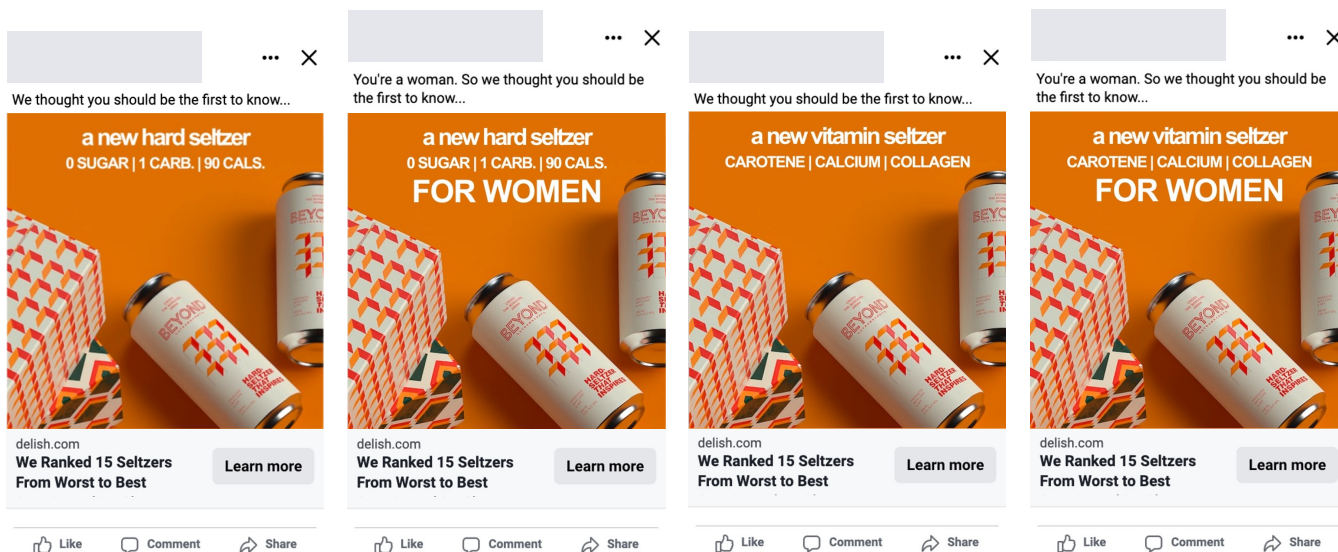 We thought you should be the first to know...
a new hard seltzer
0 SUGAR | 1 CARB. | 90 CALS.
BEYOND
HARD
SELTZER
THAT
INSPIRES
delish.com
We Ranked 15 Seltzers
From Worst to Best
Learn more
Like
Comment
Share
You're a woman. So we thought you should be
the first to know...
a new hard seltzer
0 SUGAR | 1 CARB. | 90 CALS.
FOR WOMEN
BEYOND
HARD
SELTZER
THAT
INSPIRES
delish.com
We Ranked 15 Seltzers
From Worst to Best
Learn more
Like
Comment
Share
We thought you should be the first to know...
a new vitamin seltzer
CAROTENE | CALCIUM | COLLAGEN
BEYOND
HARD
SELTZER
THAT
INSPIRES
delish.com
We Ranked 15 Seltzers
From Worst to Best
Learn more
Like
Comment
Share
You're a woman. So we thought you should be
the first to know...
a new vitamin seltzer
CAROTENE | CALCIUM | COLLAGEN
FOR WOMEN
BEYOND
HARD
SELTZER
THAT
INSPIRES
delish.com
We Ranked 15 Seltzers
From Worst to Best
Learn more
Like
Comment
Share